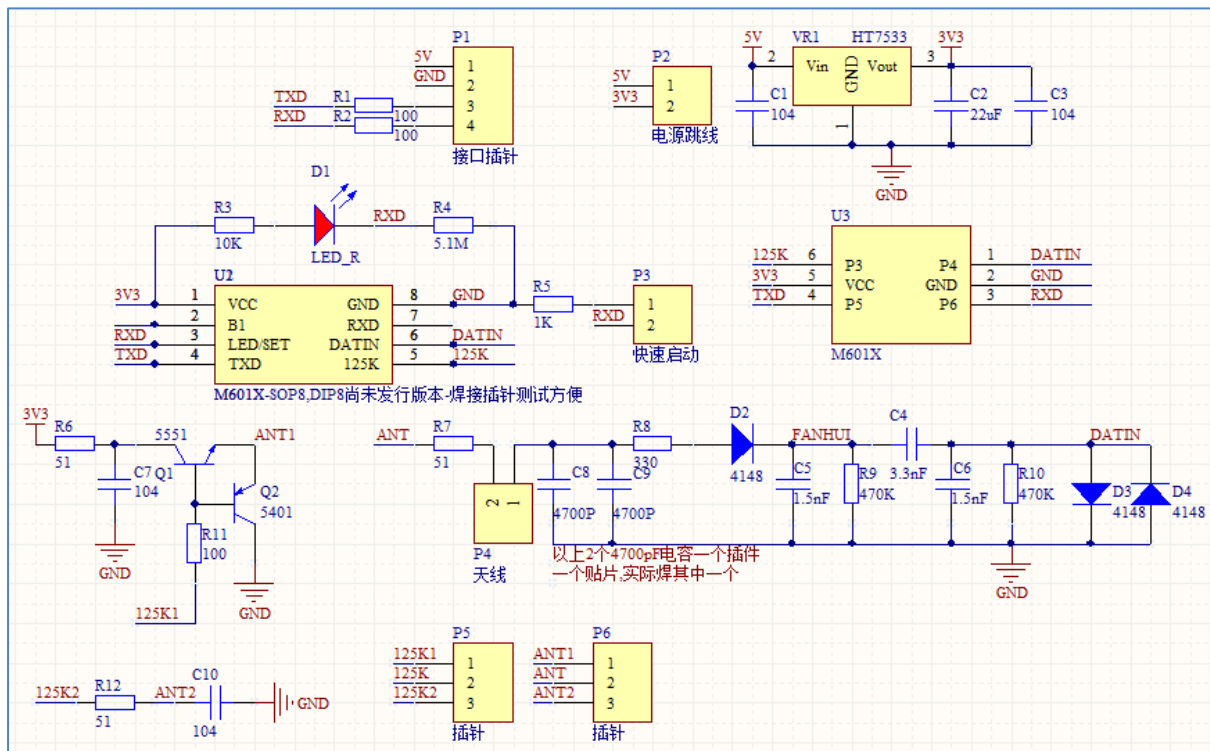 P1
5V
1
GND
2
TXD
R1
3
100
RXD
R2
4
100
接口插针
P2
5V
1
3V3
2
电源跳线
5V
VR1
HT7533
3V3
2
Vin
GND
Vout
3
1
C1
104
C2
22uF
C3
104
GND
D1
R3
10K
LED_R
RXD
R4
5.1M
U2
3V3
1
VCC
GND
8
GND
2
B1
RXD
7
RXD
3
LED/SET
DATIN
6
DATIN
TXD
4
TXD
125K
5
125K
M601X-SOP8,DIP8尚未发行版本-焊接插针测试方便
R5
1K
P3
1
RXD
2
快速启动
U3
125K
6
P3
P4
1
DATIN
3V3
5
VCC
GND
2
GND
TXD
4
P5
P6
3
RXD
M601X
3V3
R6
51
5551
ANT1
C7
104
Q1
Q2
5401
R11
100
GND
GND
125K1
ANT
R7
51
2
1
P4
天线
C8
4700P
C9
4700P
R8
330
D2
4148
FANHUI
C4
3.3nF
C5
1.5nF
R9
470K
C6
1.5nF
R10
470K
DATIN
D3
4148
D4
4148
以上2个4700pF电容一个插件
一个贴片,实际焊其中一个
GND
125K2
R12
51
ANT2
C10
104
GND
P5
125K1
1
125K
2
125K2
3
插针
P6
ANT1
1
ANT
2
ANT2
3
插针